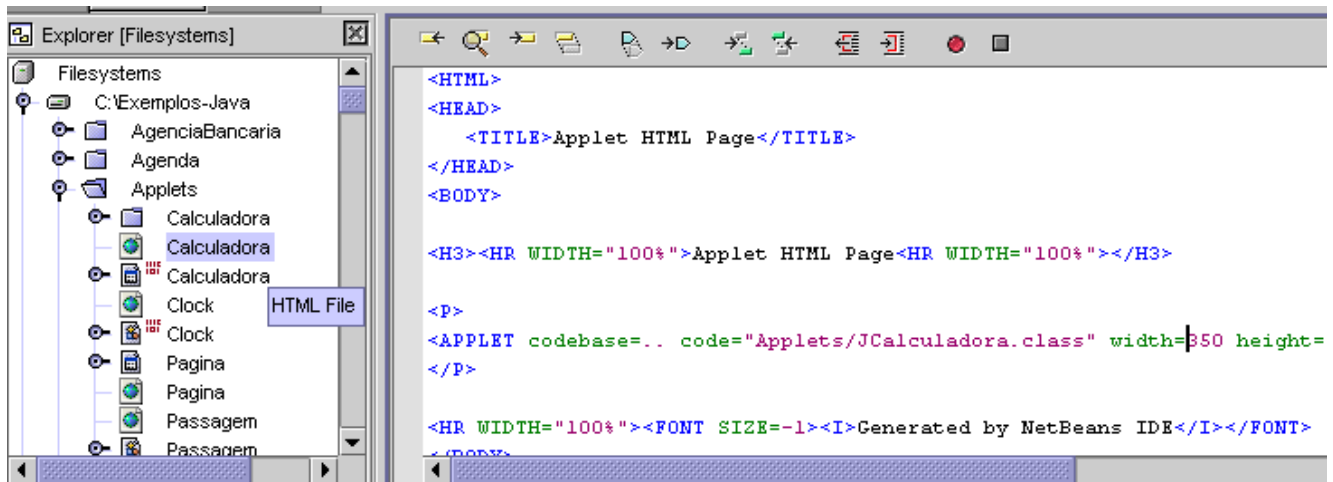 Explorer [Filesystems]
Filesystems
C:\Exemplos-Java
AgenciaBancaria
Agenda
Applets
Calculadora
Calculadora
Calculadora
Clock
HTML File
Clock
Pagina
Pagina
Passagem
Passagem
<HTML>
<HEAD>
<TITLE>Applet HTML Page</TITLE>
</HEAD>
<BODY>
<H3><HR WIDTH="100%">Applet HTML Page<HR WIDTH="100%"></H3>
<P>
<APPLET codebase=.. code="Applets/JCalculadora.class" width=350 height=
</P>
<HR WIDTH="100%"><FONT SIZE=-1><I>Generated by NetBeans IDE</I></FONT>
</BODY>